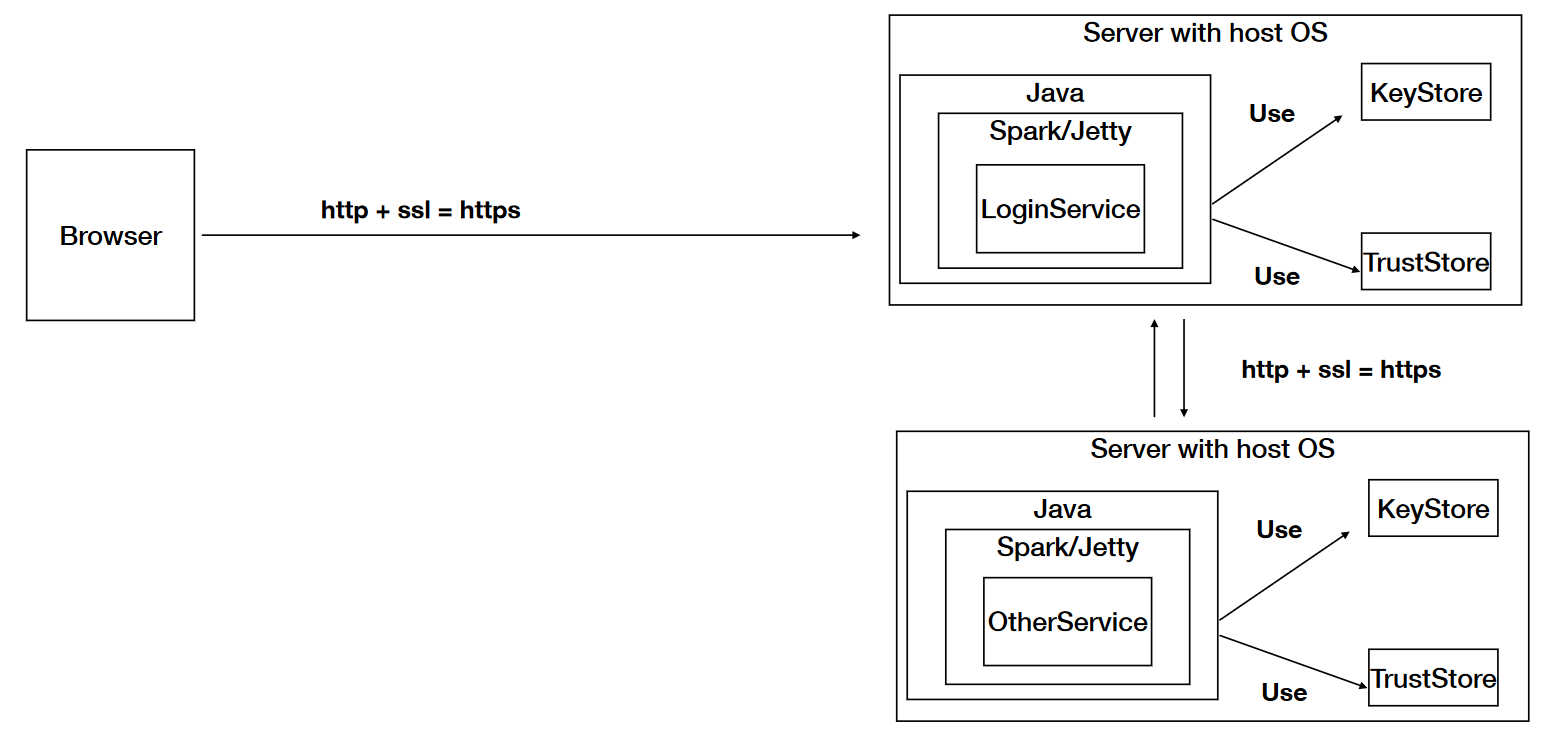 Server with host OS
Java
KeyStore
Use
Spark/Jetty
Browser
http + ssl = https
LoginService
TrustStore
Use
http + ssl = https
Server with host OS
Java
KeyStore
Use
Spark/Jetty
OtherService
TrustStore
Use